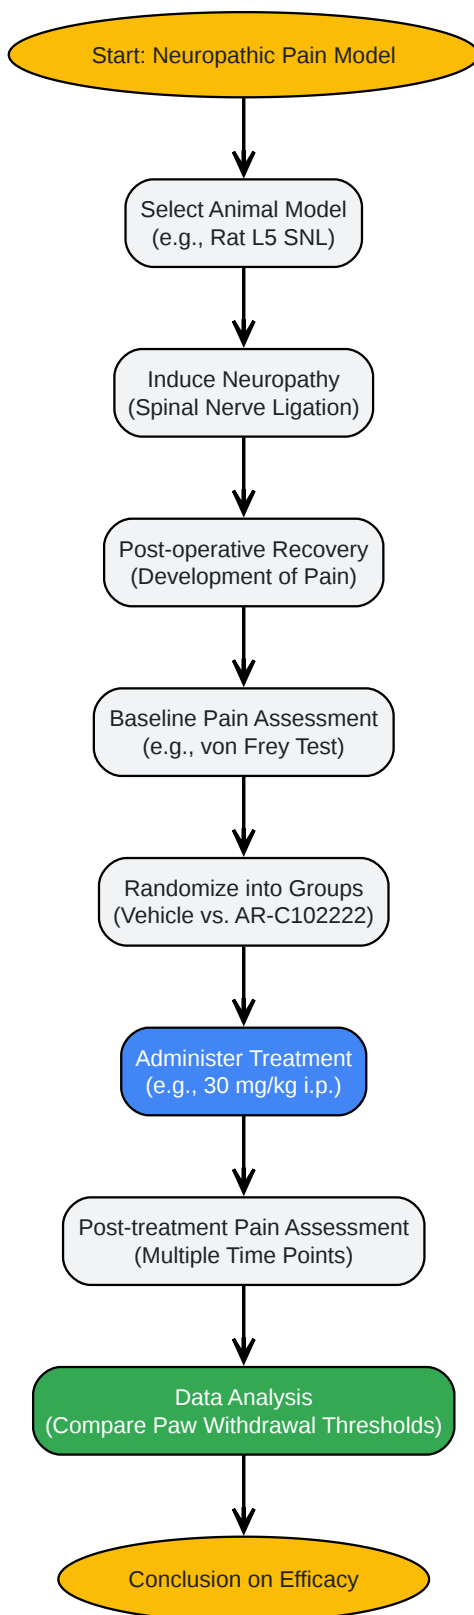 Start: Neuropathic Pain Model
Select Animal Model
(e.g., Rat L5 SNL)
Induce Neuropathy
(Spinal Nerve Ligation)
Post-operative Recovery
(Development of Pain)
Baseline Pain Assessment
(e.g., von Frey Test)
Randomize into Groups
(Vehicle vs. AR-C102222)
Administer Treatment
(e.g., 30 mg/kg i.p.)
Post-treatment Pain Assessment
(Multiple Time Points)
Data Analysis
(Compare Paw Withdrawal Thresholds)
Conclusion on Efficacy